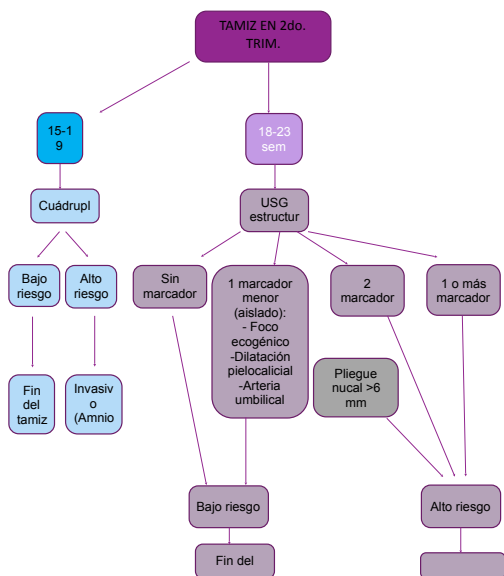 TAMIZ EN 2do.
TRIM.
15-1
9
18-23
sem
Cuádrupl
USG
estructur
Bajo
riesgo
Alto
riesgo
Sin
marcador
1 marcador
menor
(aislado):
- Foco
ecogénico
-Dilatación
pielocalicial
-Arteria
umbilical
2
marcador
1 o más
marcador
Pliegue
nucal >6
mm
Fin
del
tamiz
Invasiv
o
(Amnio
Bajo riesgo
Alto riesgo
Fin del